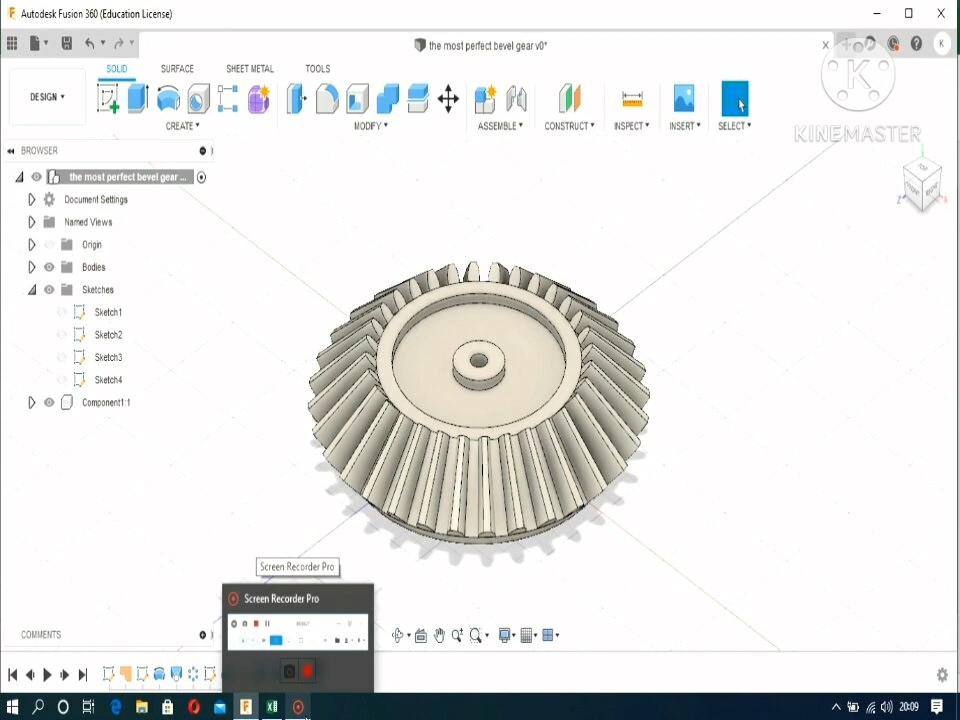 Autodesk Fusion 360 (Education License)
the most perfect bevel gear v0*
K
K
KINEMASTER
SOLID
SURFACE
SHEET METAL
TOOLS
DESIGN
CREATE
MODIFY
ASSEMBLE
CONSTRUCT
INSPECT
INSERT
SELECT
BROWSER
the most perfect bevel gear ...
Document Settings
Named Views
Origin
Bodies
Sketches
Sketch1
Sketch2
Sketch3
Sketch4
Component1:1
TOP
RIGHT
Z
Screen Recorder Pro
Screen Recorder Pro
COMMENTS
20:09